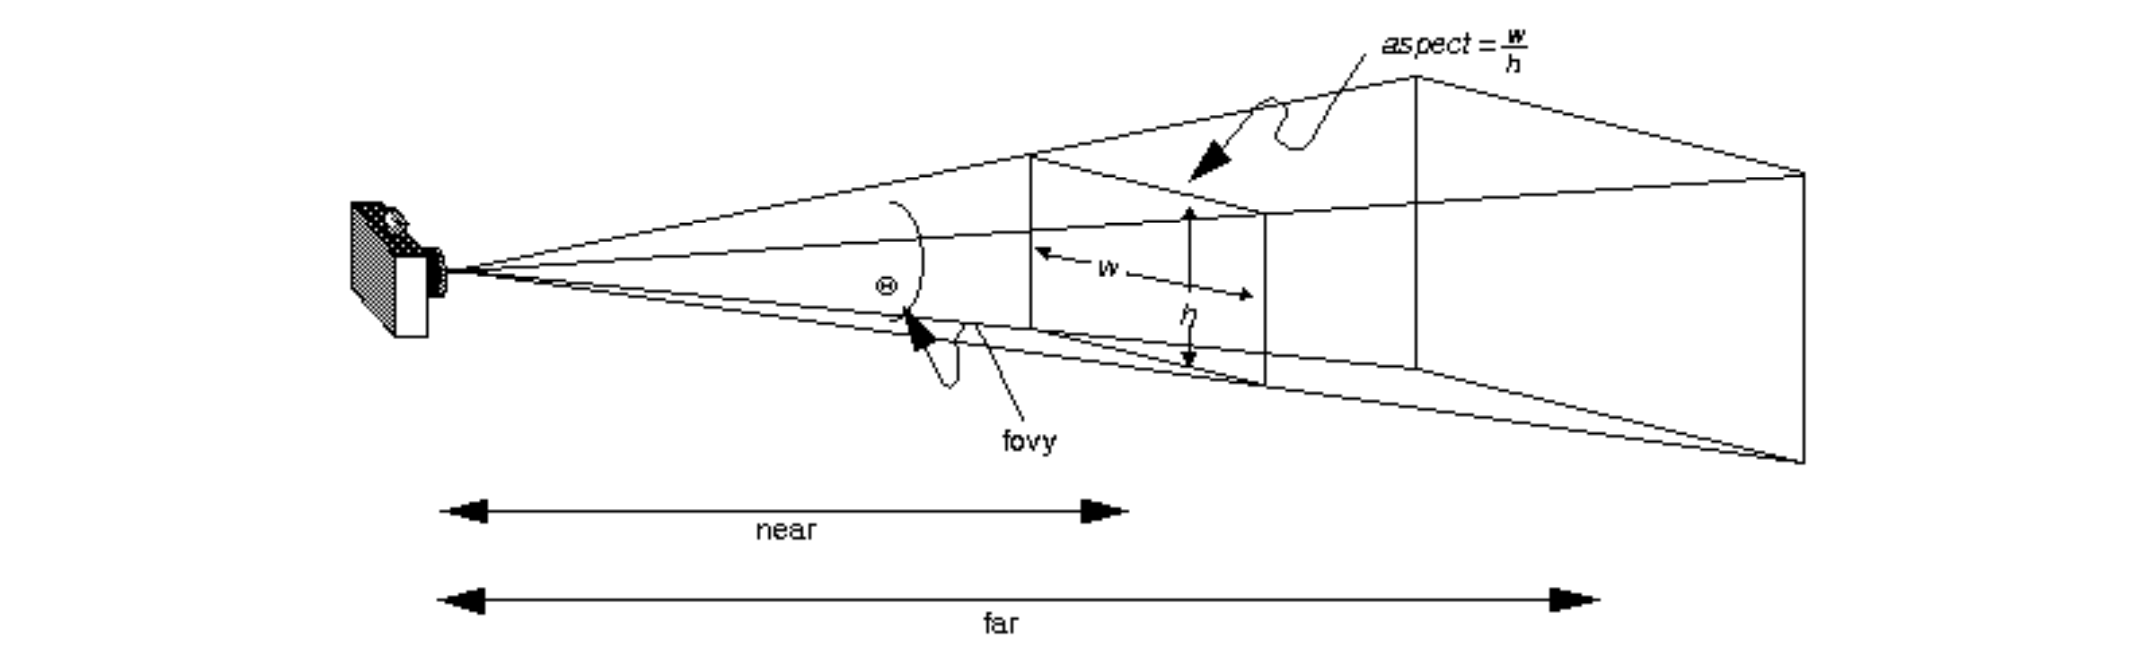 aspect = w/h
w
Θ
h
fovy
near
far